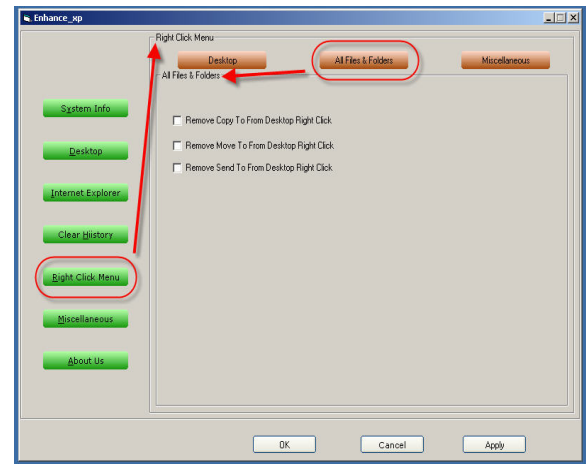 Enhance_xp
Right Click Menu
Desktop
All Files & Folders
Miscellaneous
All Files & Folders
System Info
Desktop
Internet Explorer
Clear Hiistory
Right Click Menu
Miscellaneous
About Us
Remove Copy To From Desktop Right Click
Remove Move To From Desktop Right Click
Remove Send To From Desktop Right Click
OK
Cancel
Apply